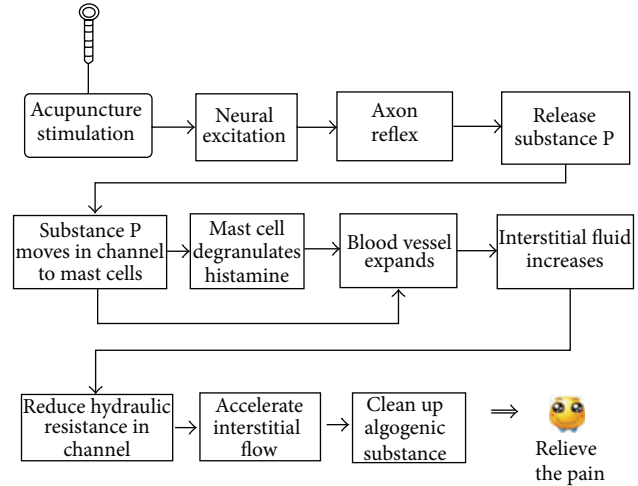 Acupuncture
stimulation
Neural
excitation
Axon
reflex
Release
substance P
Substance P
moves in channel
to mast cells
Mast cell
degranulates
histamine
Blood vessel
expands
Interstitial fluid
increases
Reduce hydraulic
resistance in
channel
Accelerate
interstitial
flow
Clean up
algogenic
substance
Relieve
the pain